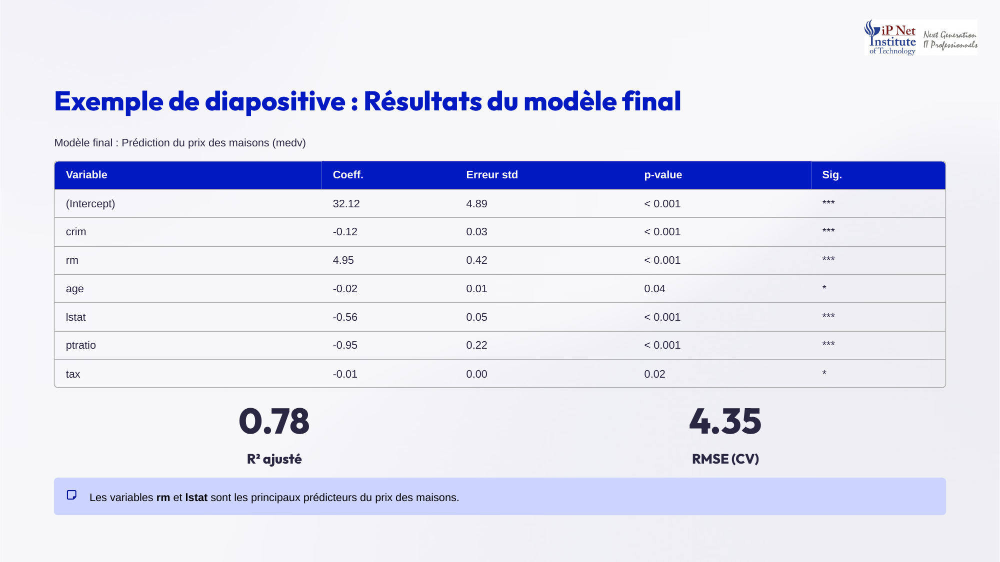 iP Net
Institute
of Technology
Next Generation
IT Professionnels
Exemple de diapositive : Résultats du modèle final
Modèle final : Prédiction du prix des maisons (medv)
Variable Coeff. Erreur std p-value Sig.
(Intercept) 32.12 4.89 < 0.001 ***
crim -0.12 0.03 < 0.001 ***
rm 4.95 0.42 < 0.001 ***
age -0.02 0.01 0.04 *
lstat -0.56 0.05 < 0.001 ***
ptratio -0.95 0.22 < 0.001 ***
tax -0.01 0.00 0.02 *
0.78 4.35
R² ajusté RMSE (CV)
Les variables rm et lstat sont les principaux prédicteurs du prix des maisons.